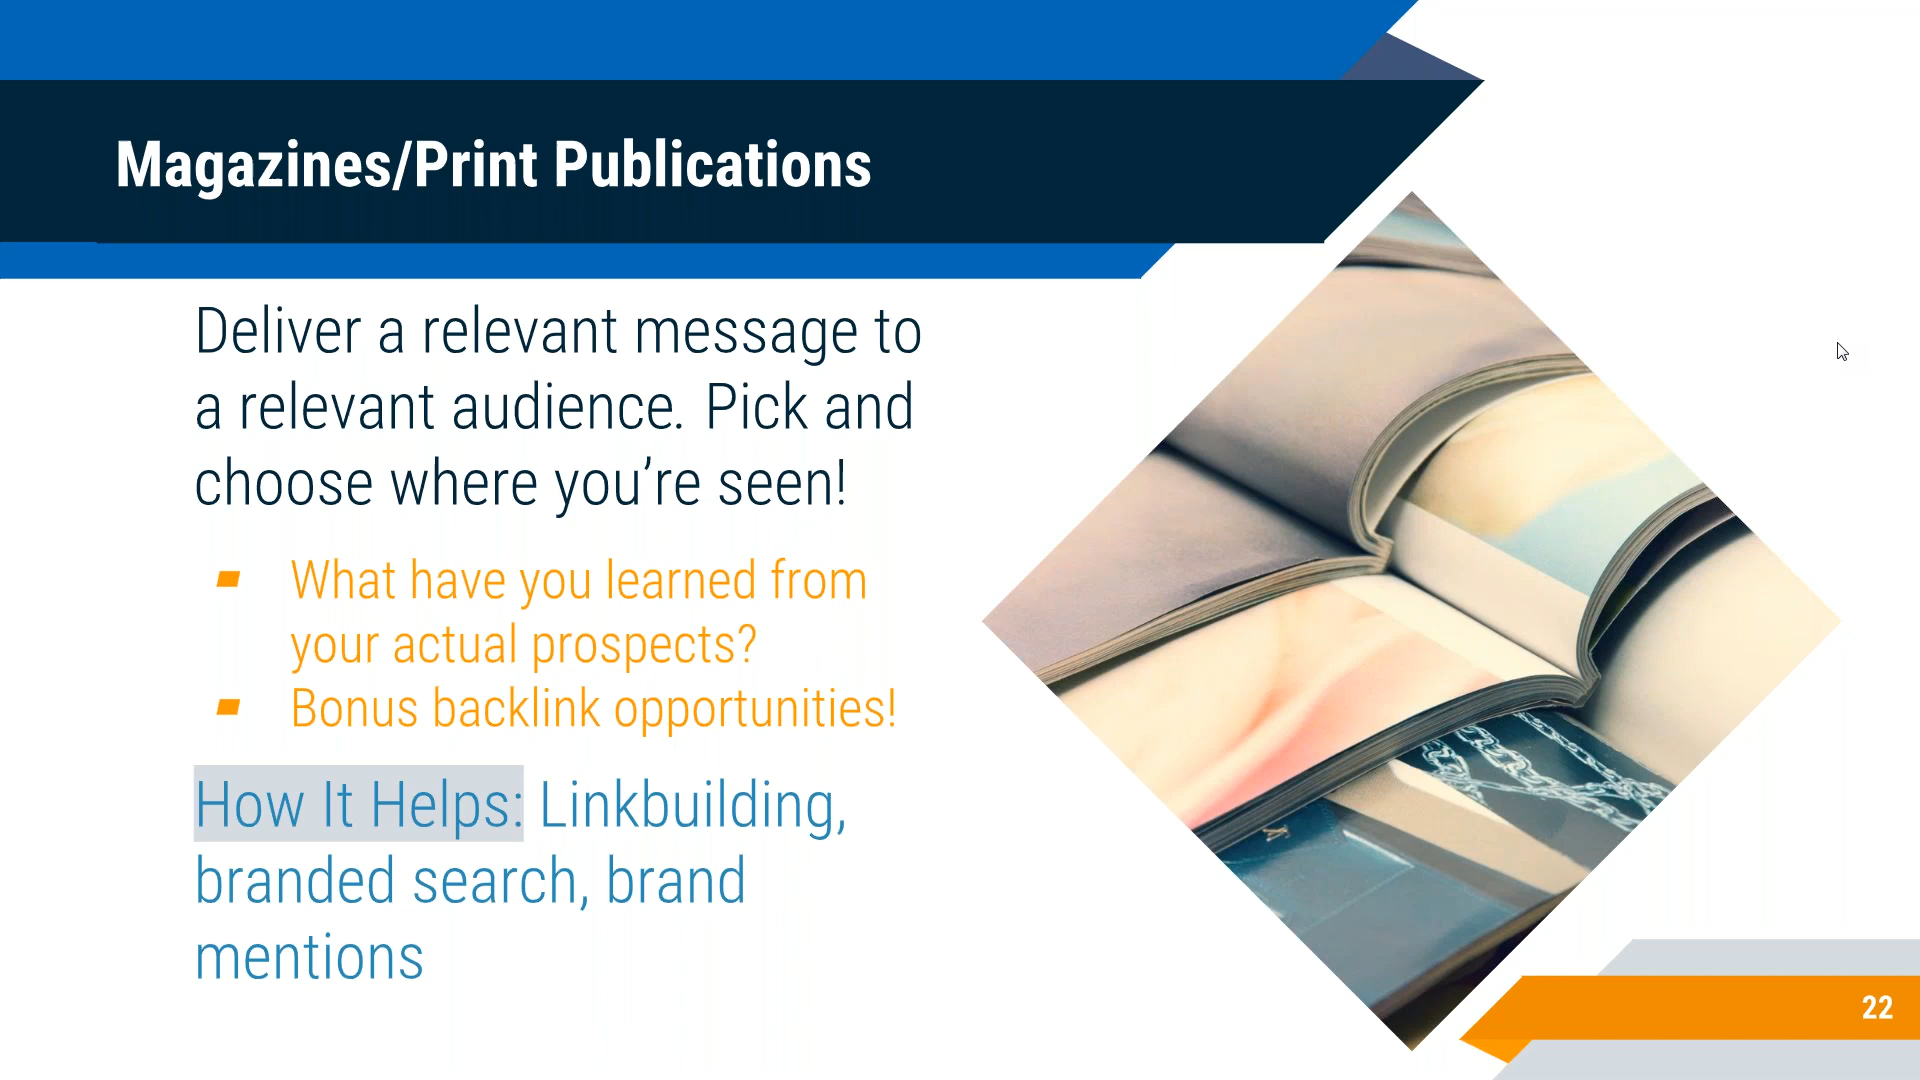 Magazines/Print Publications
Deliver a relevant message to
a relevant audience. Pick and
choose where you’re seen!
What have you learned from
your actual prospects?
Bonus backlink opportunities!
How It Helps: Linkbuilding,
branded search, brand
mentions
22